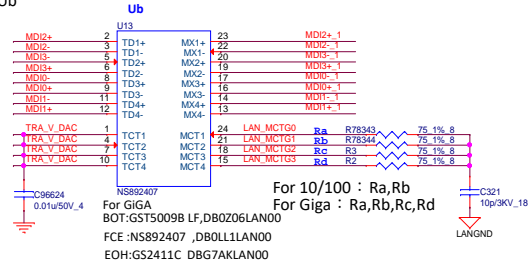 Ub
Ub
U13
MDI2+ 2 TD1+ MX1+ 23 MDI2+_1
MDI2- 3 TD1- MX1- 22 MDI2-_1
MDI3- 5 TD2+ MX2+ 20 MDI3-_1
MDI3+ 6 TD2- MX2- 19 MDI3+_1
MDI0- 8 TD3+ MX3+ 17 MDI0-_1
MDI0+ 9 TD3- MX3- 16 MDI0+_1
MDI1- 11 TD4+ MX4+ 14 MDI1-_1
MDI1+ 12 TD4- MX4- 13 MDI1+_1
TRA_V_DAC 1 TCT1 MCT1 24 LAN_MCTG0 Ra R78343 75_1%_8
TRA_V_DAC 4 TCT2 MCT2 21 LAN_MCTG1 Rb R78344 75_1%_8
TRA_V_DAC 7 TCT3 MCT3 18 LAN_MCTG2 Rc R3 75_1%_8
TRA_V_DAC 10 TCT4 MCT4 15 LAN_MCTG3 Rd R2 75_1%_8
NS892407
C96624
0.01u/50V_4
For 10/100：Ra,Rb
For Giga：Ra,Rb,Rc,Rd
C321
10p/3KV_18
LANGND
For GiGA
BOT:GST5009B LF,DB0Z06LAN00
FCE :NS892407 ,DB0LL1LAN00
EOH:GS2411C DBG7AKLAN00